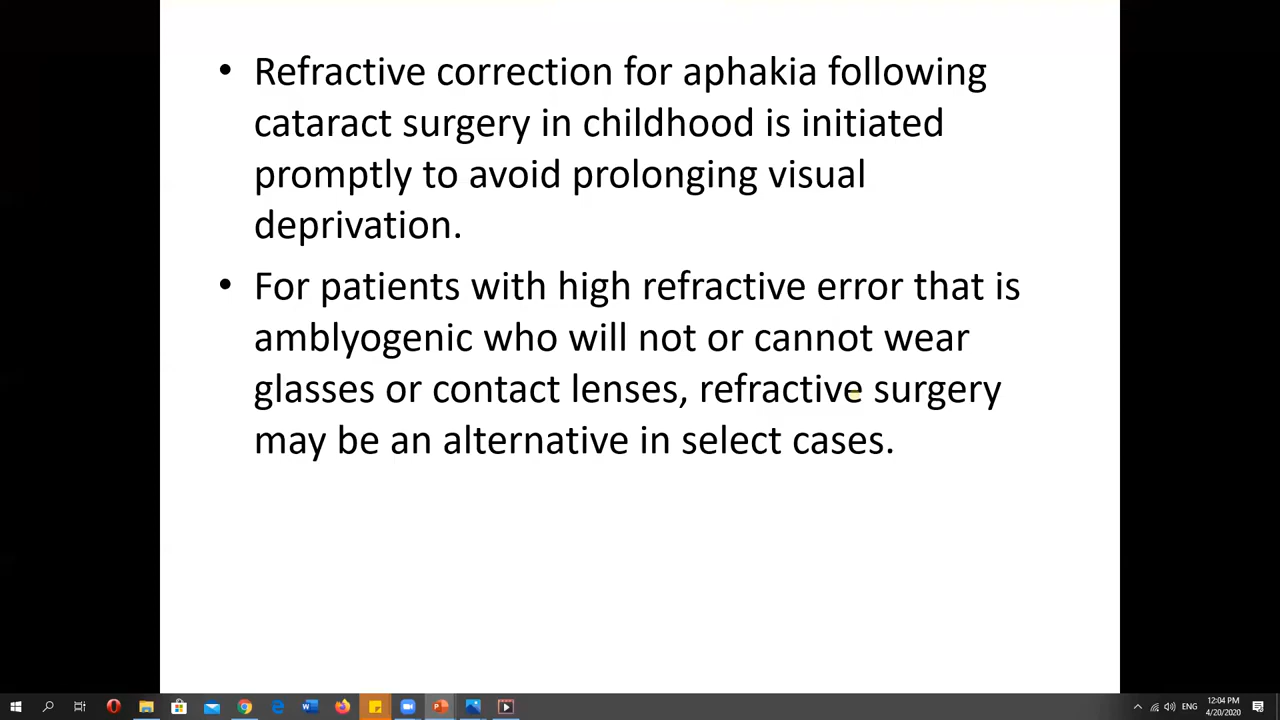 • Refractive correction for aphakia following
cataract surgery in childhood is initiated
promptly to avoid prolonging visual
deprivation.
• For patients with high refractive error that is
amblyogenic who will not or cannot wear
glasses or contact lenses, refractive surgery
may be an alternative in select cases.
ENG
12:04 PM
4/20/2020